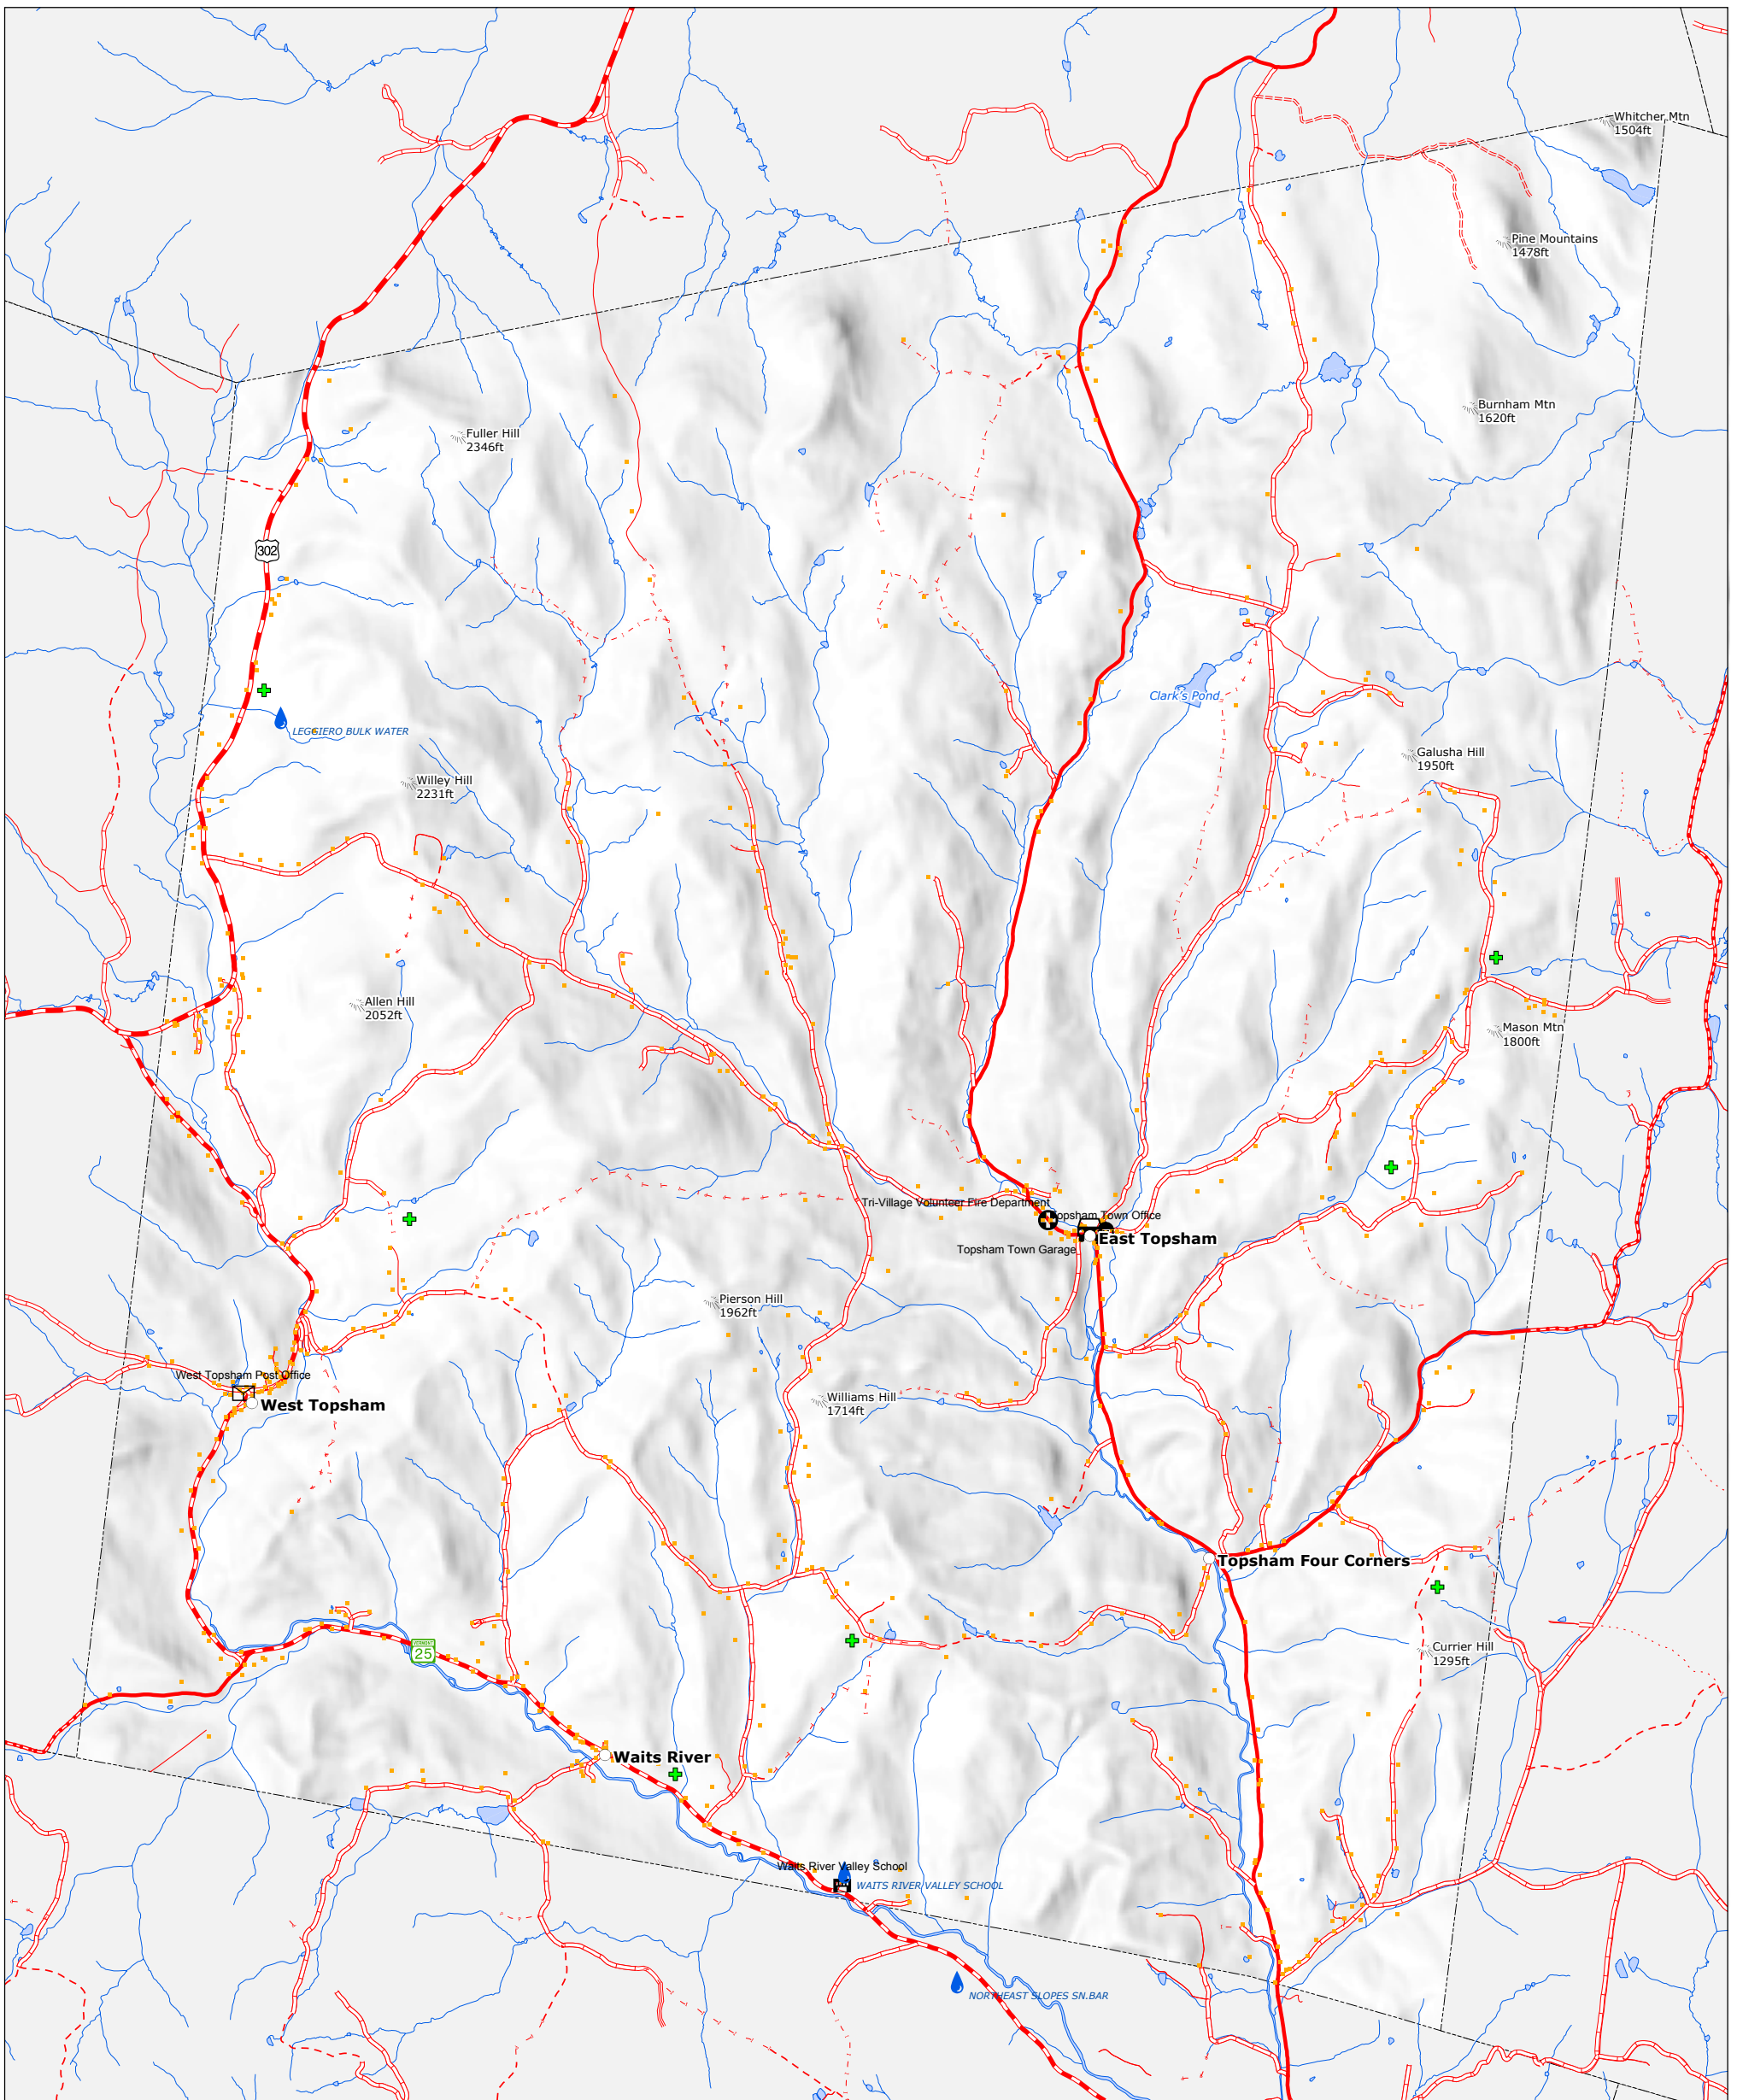 Whitcher Mtn
1504ft
Pine Mountains
1478ft
Burnham Mtn
1620ft
Fuller Hill
2346ft
302
Clark's Pond
LEGGIERO BULK WATER
Galusha Hill
1950ft
Willey Hill
2231ft
Allen Hill
2052ft
Mason Mtn
1800ft
Tri-Village Volunteer Fire Department
Topsham Town Office
East Topsham
Topsham Town Garage
Pierson Hill
1962ft
West Topsham Post Office
West Topsham
Williams Hill
1714ft
Topsham Four Corners
VERMONT
25
Currier Hill
1295ft
Waits River
Waits River Valley School
WAITS RIVER VALLEY SCHOOL
NORTHEAST SLOPES SN.BAR